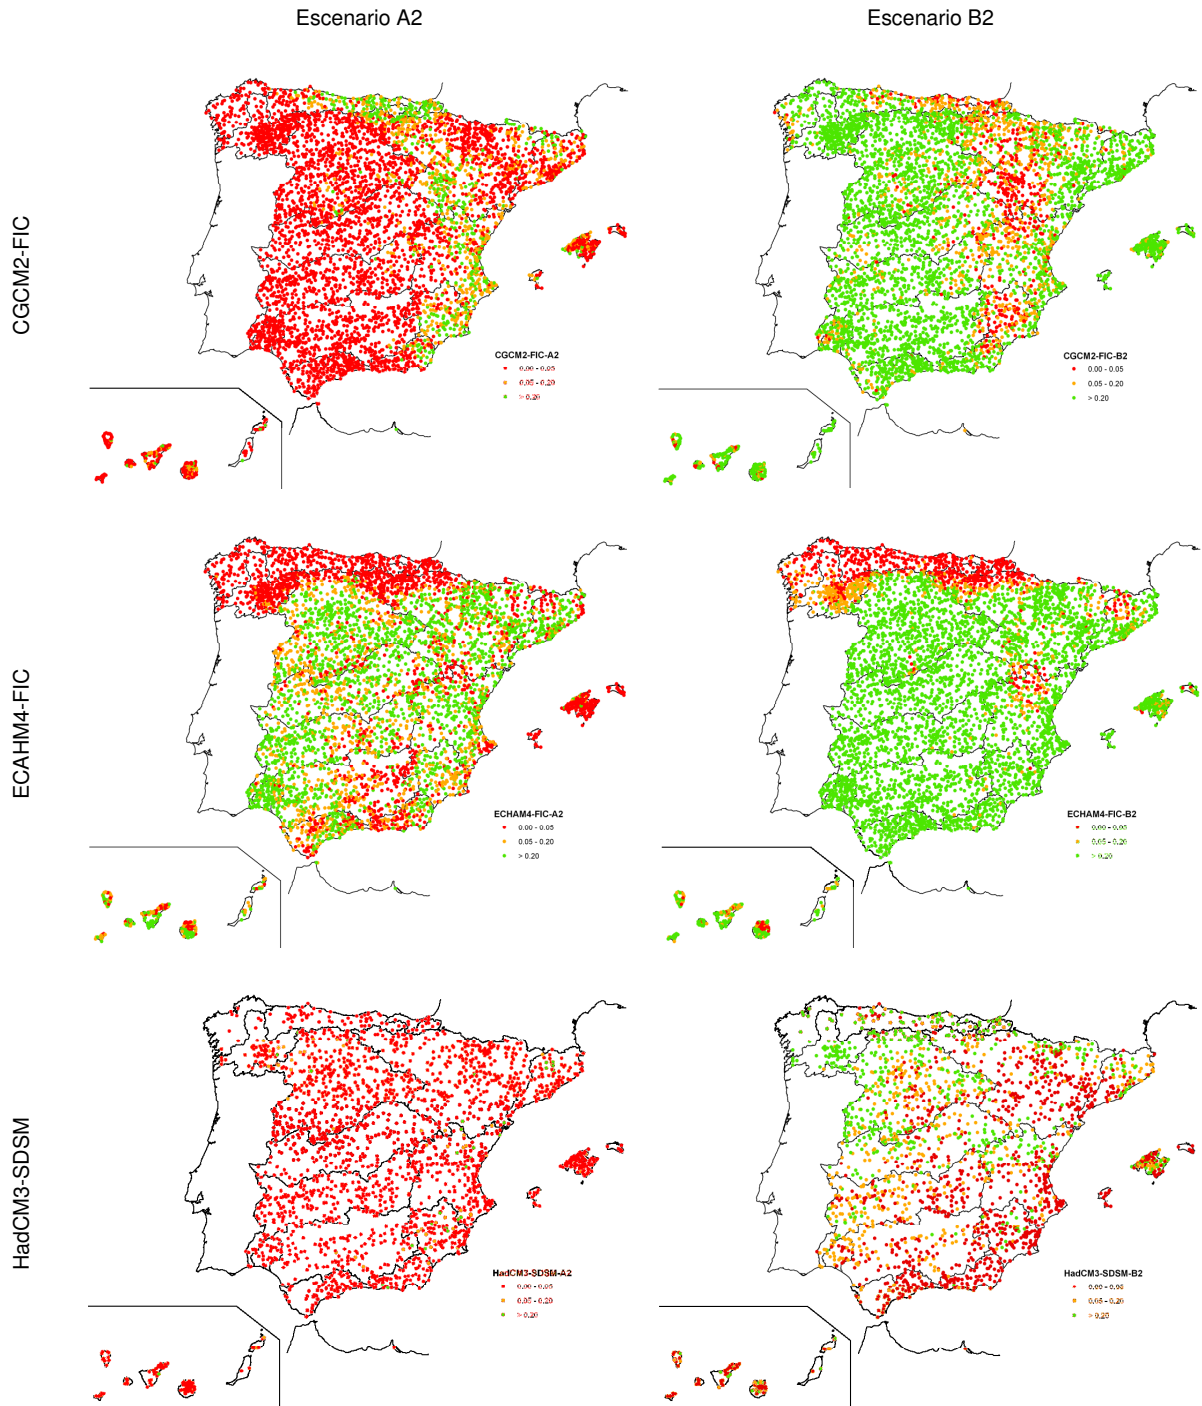 Escenario A2
Escenario B2
CGCM2-FIC
CGCM2-FIC-A2
0.00 - 0.05
0.05 - 0.20
> 0.20
CGCM2-FIC-B2
0.00 - 0.05
0.05 - 0.20
> 0.20
ECAHM4-FIC
ECHAM4-FIC-A2
0.00 - 0.05
0.05 - 0.20
> 0.20
ECHAM4-FIC-B2
0.00 - 0.05
0.05 - 0.20
> 0.20
HadCM3-SDSM
HadCM3-SDSM-A2
0.00 - 0.05
0.05 - 0.20
> 0.20
HadCM3-SDSM-B2
0.00 - 0.05
0.05 - 0.20
> 0.20